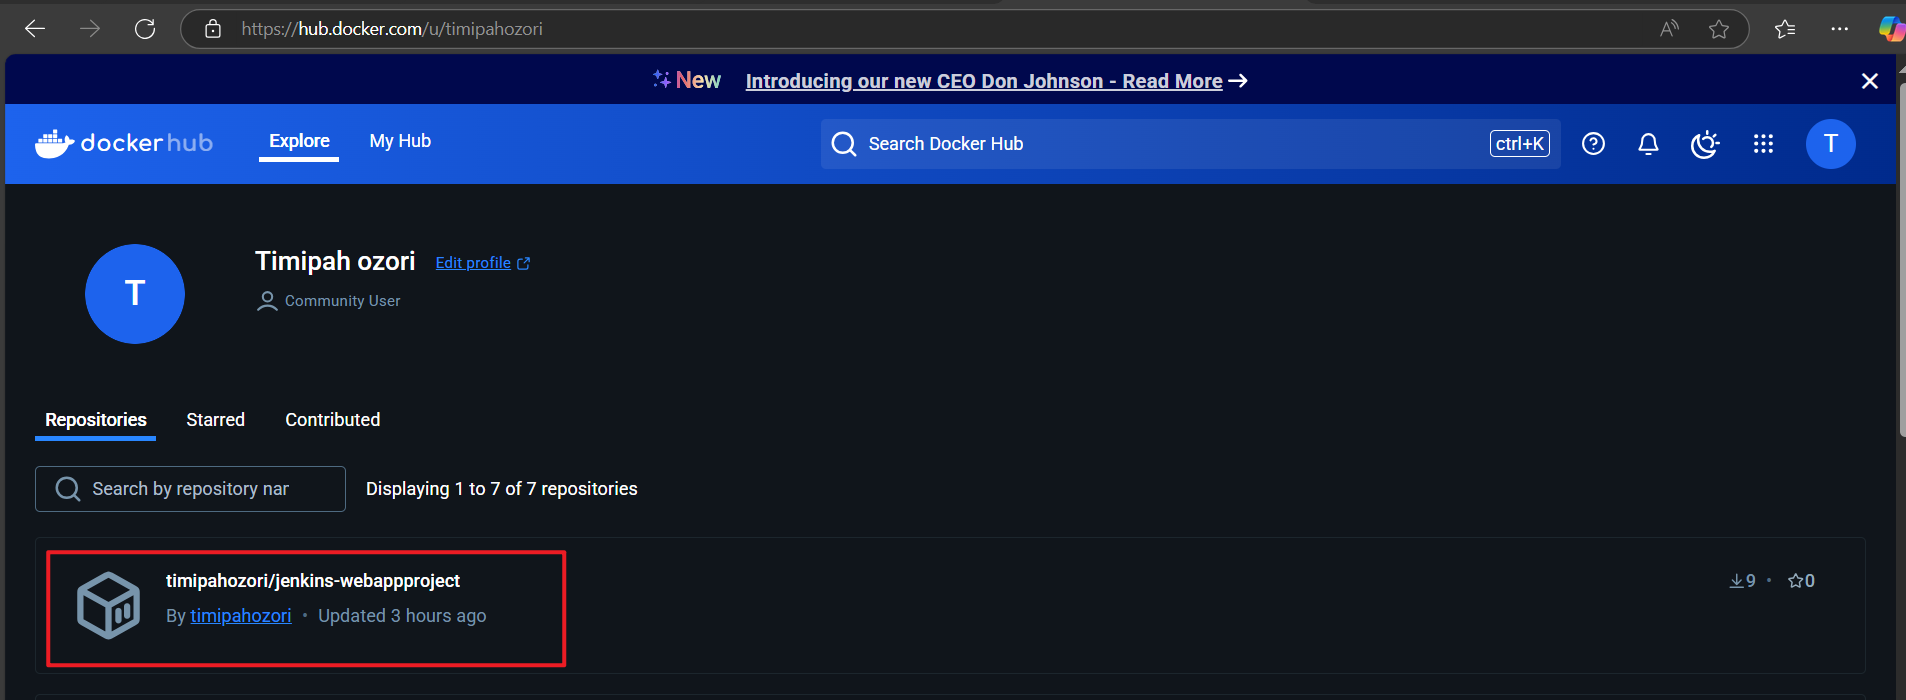 https://hub.docker.com/u/timipahozori
New Introducing our new CEO Don Johnson - Read More
dockerhub Explore My Hub Search Docker Hub ctrl+K T
T
Timipah ozori Edit profile
Community User
Repositories Starred Contributed
Search by repository nar Displaying 1 to 7 of 7 repositories
timipahozori/jenkins-webappproject 9 • 0
By timipahozori • Updated 3 hours ago